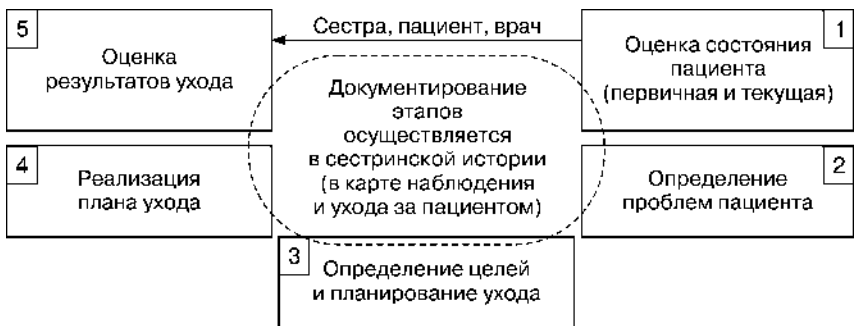 5
Оценка
результатов ухода
Сестра, пациент, врач
1
Оценка состояния
пациента
(первичная и текущая)
Документирование
этапов
осуществляется
в сестринской истории
(в карте наблюдения
и ухода за пациентом)
4
Реализация
плана ухода
2
Определение
проблем пациента
3
Определение целей
и планирование ухода